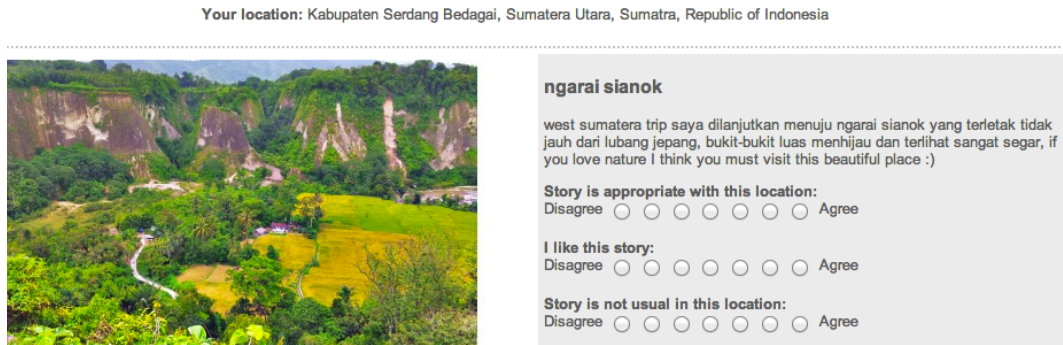 Your location: Kabupaten Serdang Bedagai, Sumatera Utara, Sumatra, Republic of Indonesia
ngarai sianok
west sumatera trip saya dilanjutkan menuju ngarai sianok yang terletak tidak
jauh dari lubang jepang, bukit-bukit luas menhijau dan terlihat sangat segar, if
you love nature I think you must visit this beautiful place :)
Story is appropriate with this location:
Disagree Agree
I like this story:
Disagree Agree
Story is not usual in this location:
Disagree Agree